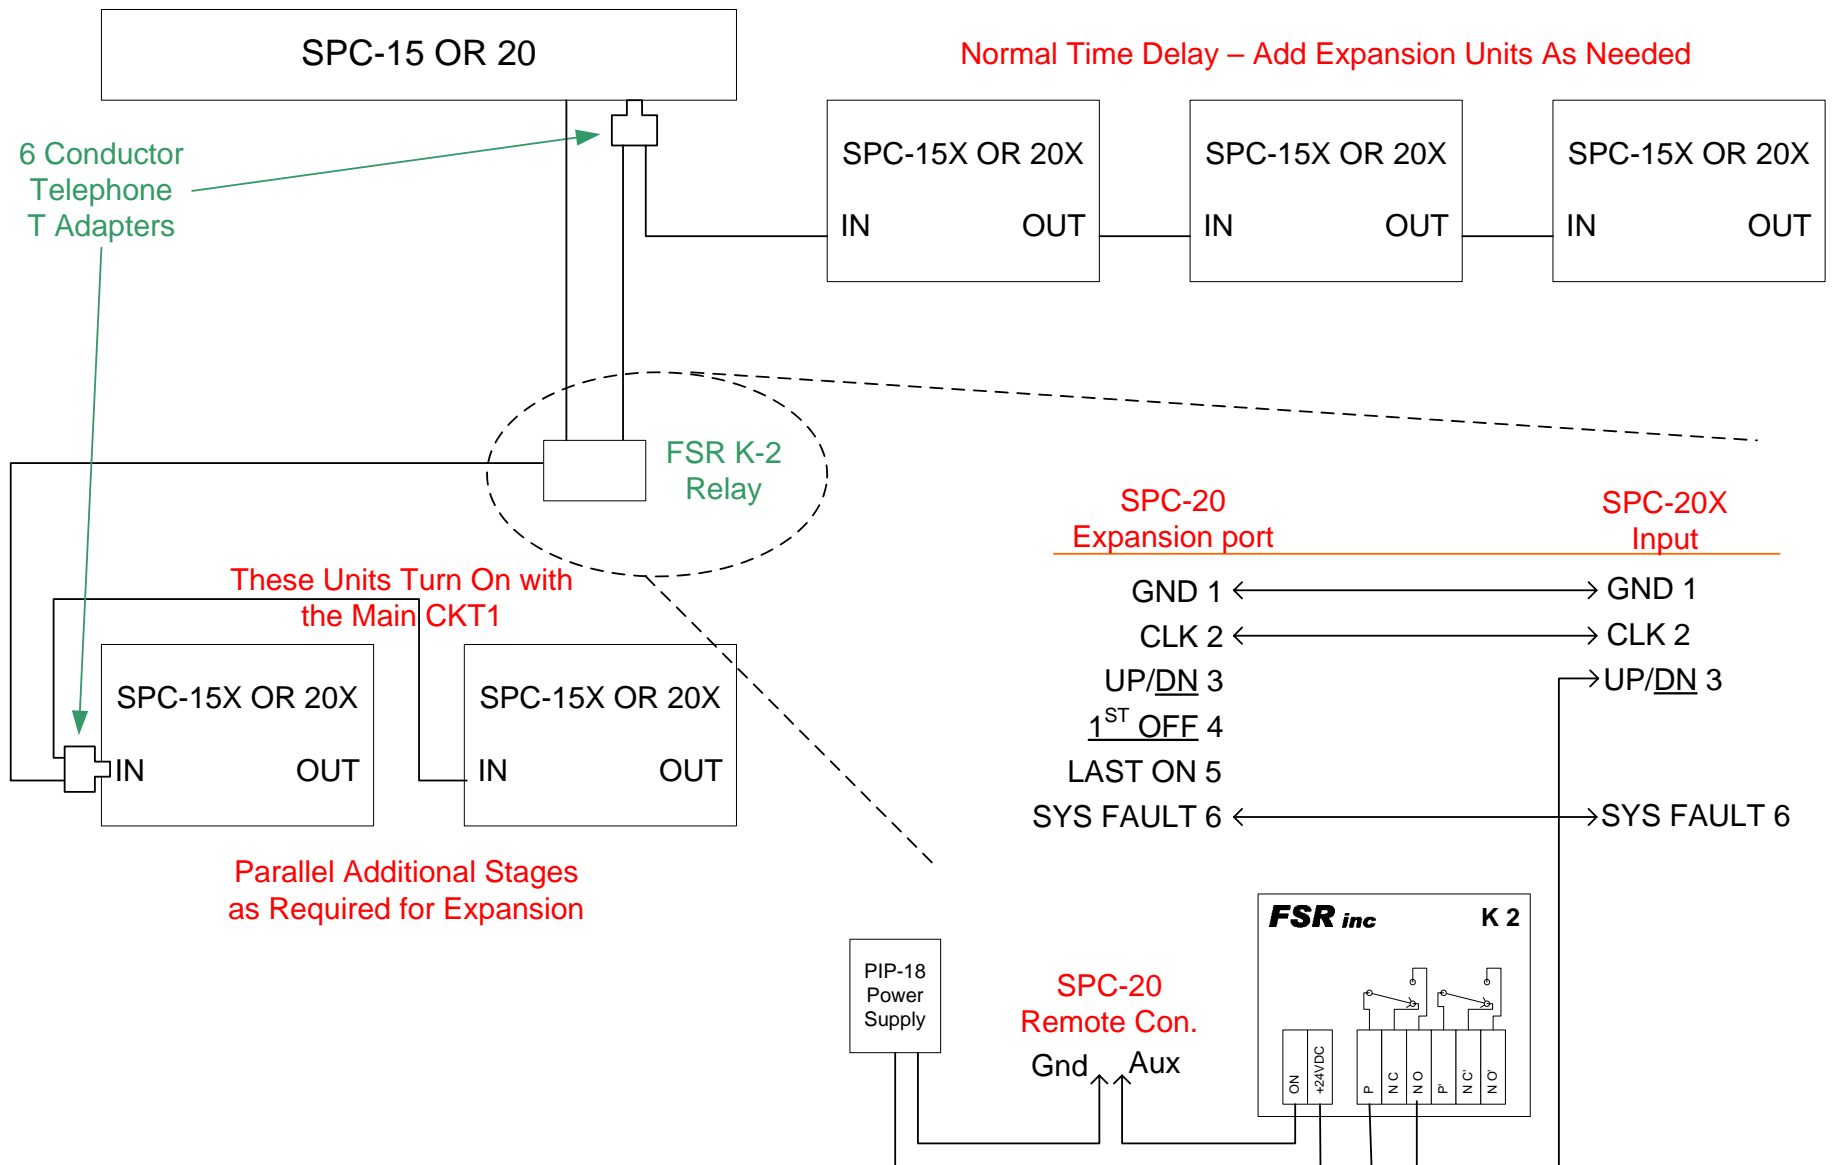 SPC-15 OR 20
Normal Time Delay – Add Expansion Units As Needed
6 Conductor
Telephone
T Adapters
SPC-15X OR 20X
IN OUT
SPC-15X OR 20X
IN OUT
SPC-15X OR 20X
IN OUT
FSR K-2
Relay
These Units Turn On with
the Main CKT1
SPC-15X OR 20X
IN OUT
SPC-15X OR 20X
IN OUT
Parallel Additional Stages
as Required for Expansion
SPC-20
Expansion port
SPC-20X
Input
GND 1 GND 1
CLK 2 CLK 2
UP/DN 3 UP/DN 3
1ST OFF 4
LAST ON 5
SYS FAULT 6 SYS FAULT 6
PIP-18
Power
Supply
SPC-20
Remote Con.
Gnd Aux
FSR inc K 2
ON
+24VDC
P
N C
N O
P'
N C'
N O'